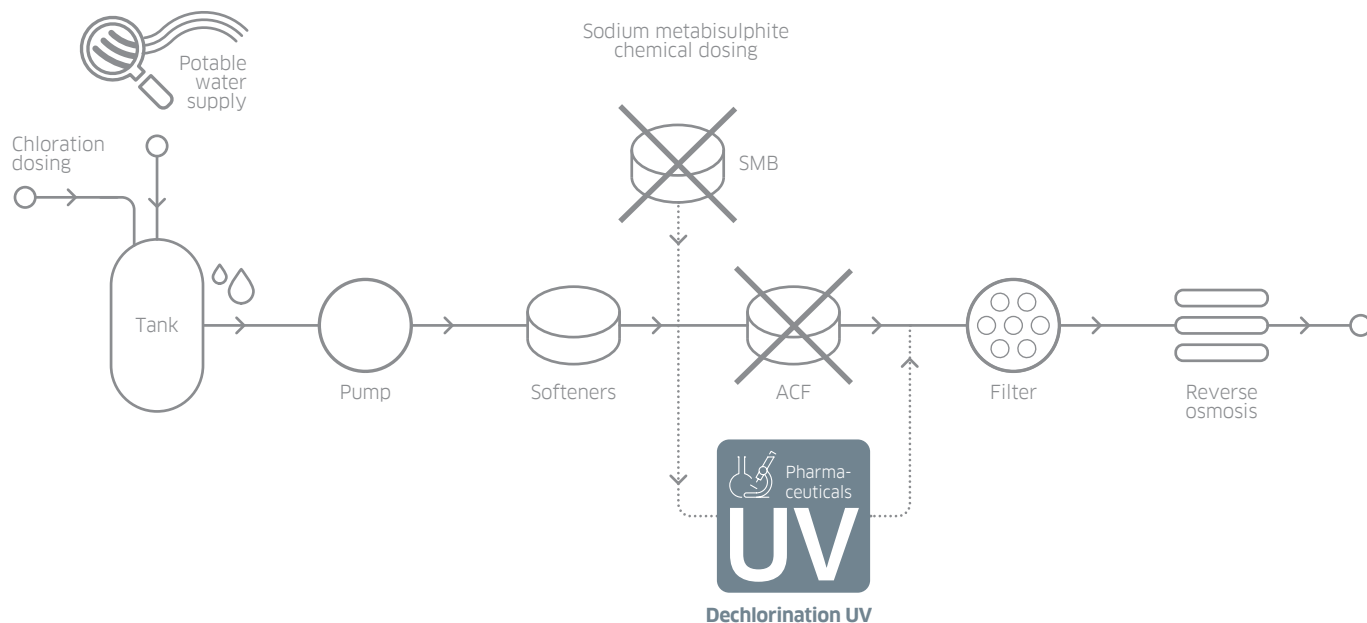 Sodium metabisulphite
chemical dosing
Potable
water
supply
Chloration
dosing
SMB
Tank
Pump
Softeners
ACF
Filter
Reverse
osmosis
Pharma-
ceuticals
UV
Dechlorination UV